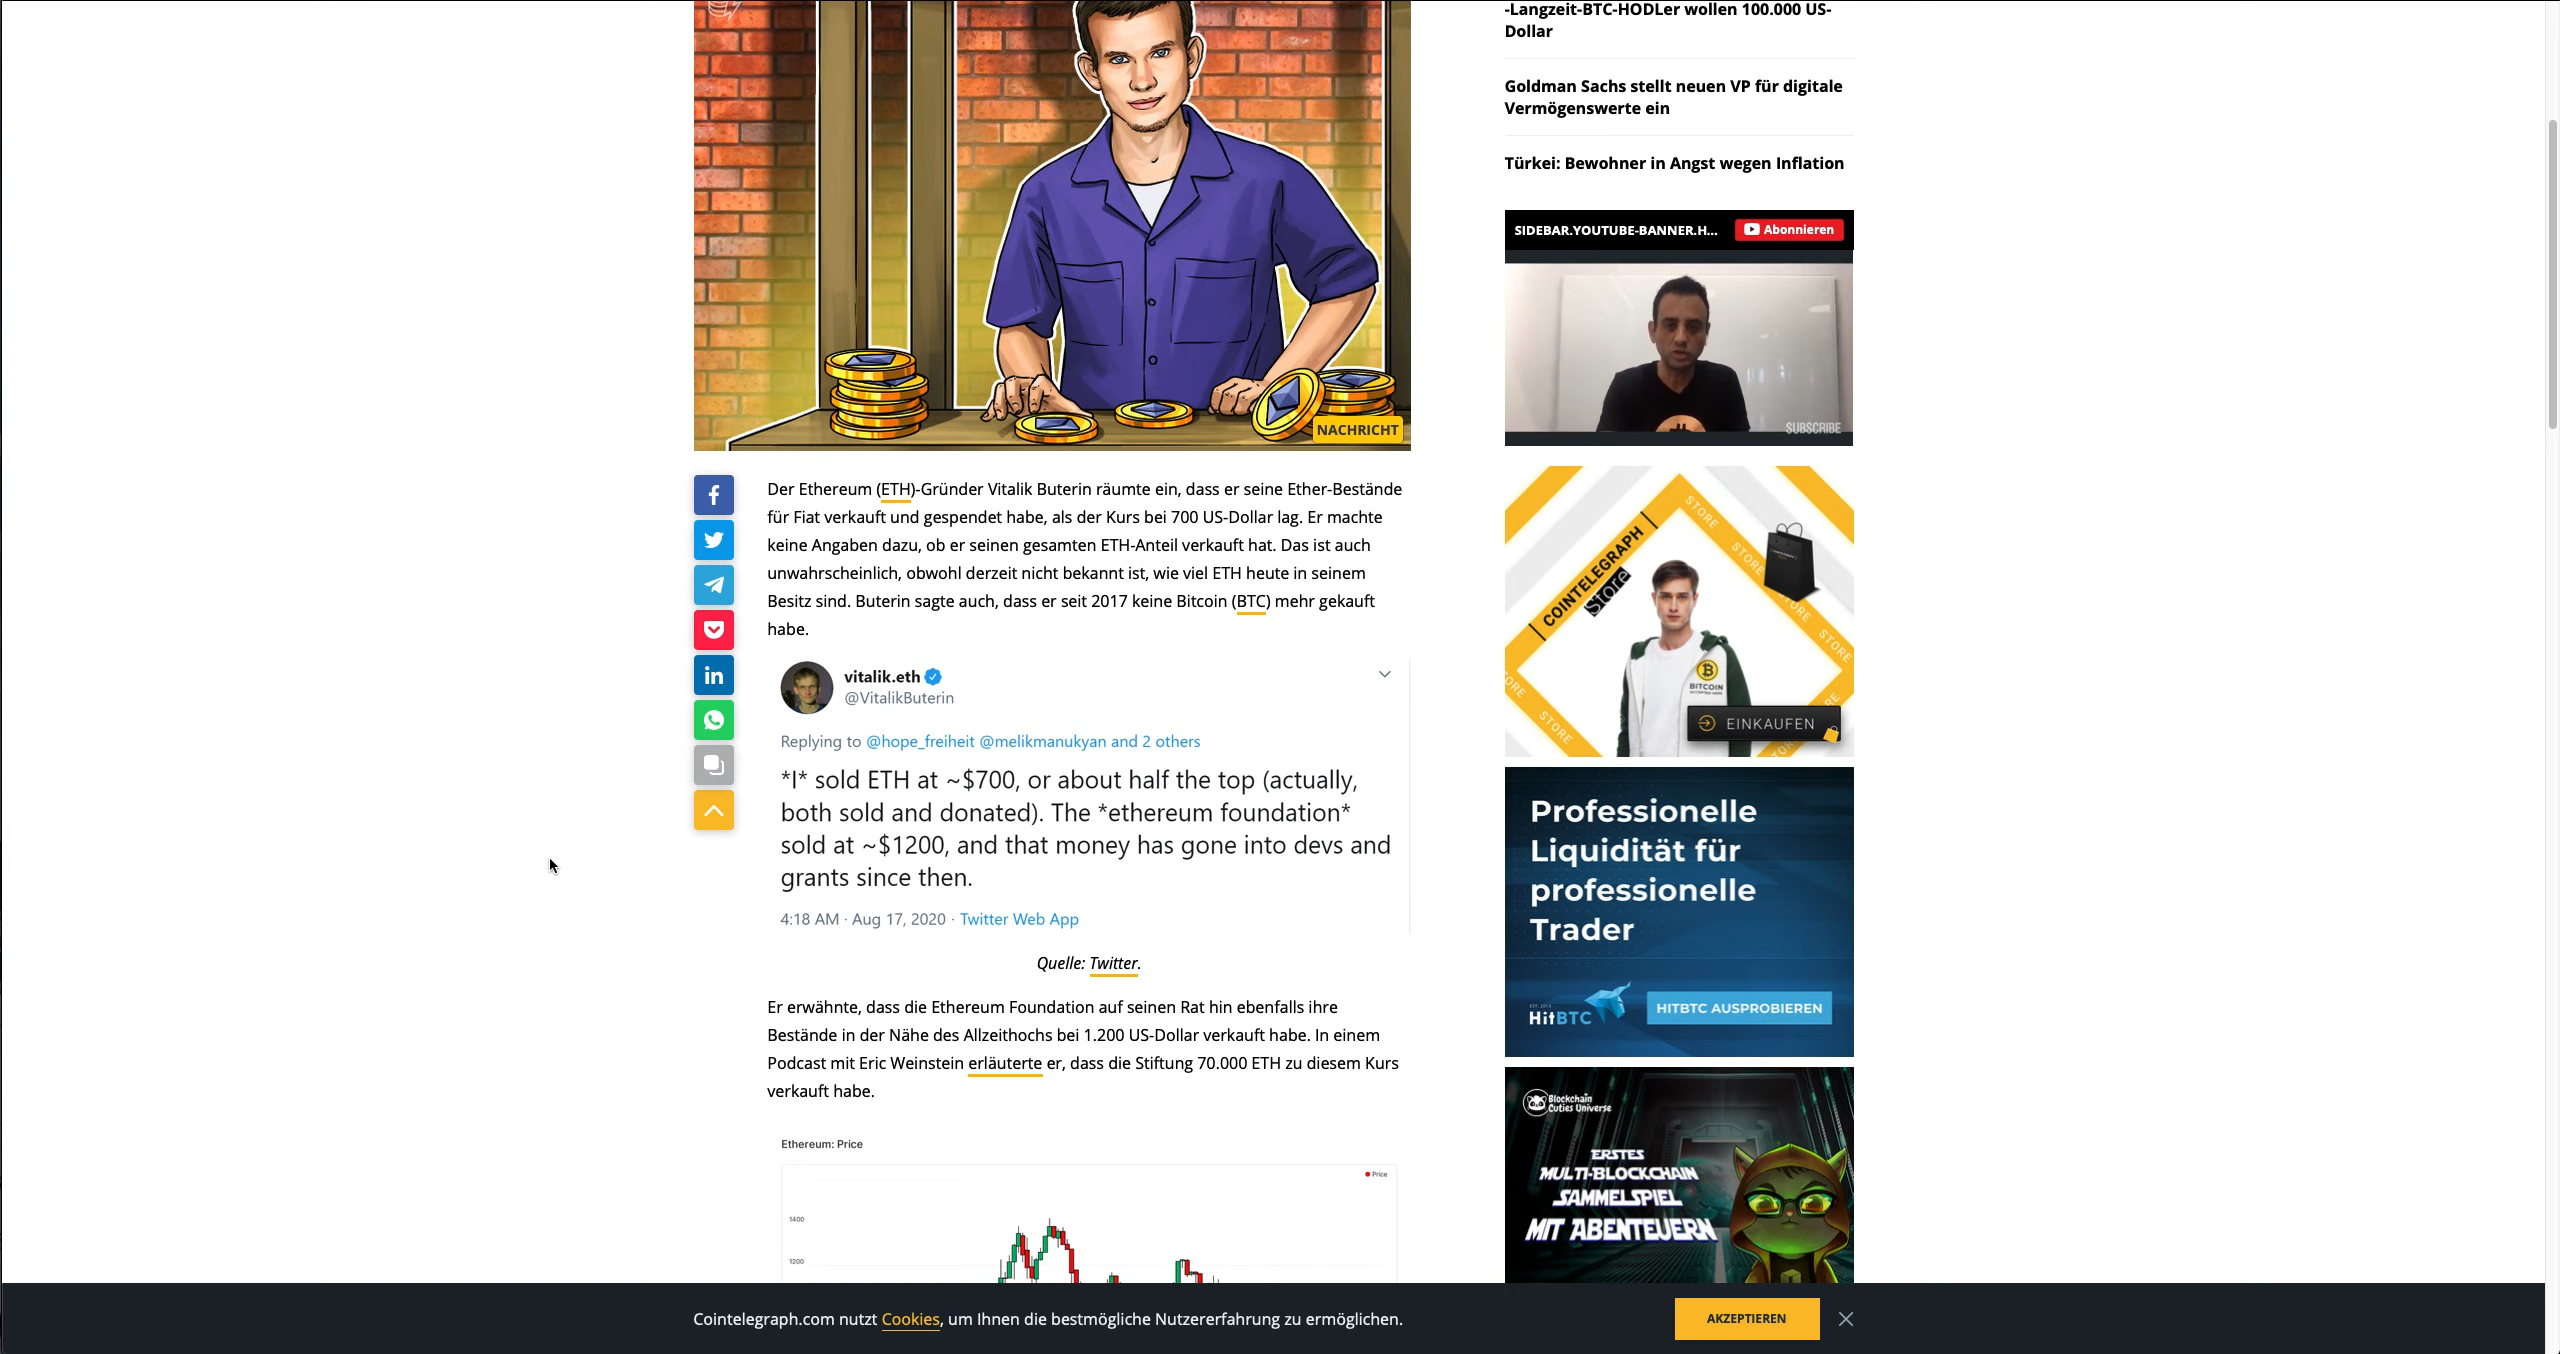 NACHRICHT
Der Ethereum (ETH)-Gründer Vitalik Buterin räumte ein, dass er seine Ether-Bestände
für Fiat verkauft und gespendet habe, als der Kurs bei 700 US-Dollar lag. Er machte
keine Angaben dazu, ob er seinen gesamten ETH-Anteil verkauft hat. Das ist auch
unwahrscheinlich, obwohl derzeit nicht bekannt ist, wie viel ETH heute in seinem
Besitz sind. Buterin sagte auch, dass er seit 2017 keine Bitcoin (BTC) mehr gekauft
habe.
vitalik.eth
@VitalikButerin
Replying to @hope_freiheit @melikmanukyan and 2 others
*I* sold ETH at ~$700, or about half the top (actually,
both sold and donated). The *ethereum foundation*
sold at ~$1200, and that money has gone into devs and
grants since then.
4:18 AM · Aug 17, 2020 · Twitter Web App
Quelle: Twitter.
Er erwähnte, dass die Ethereum Foundation auf seinen Rat hin ebenfalls ihre
Bestände in der Nähe des Allzeithochs bei 1.200 US-Dollar verkauft habe. In einem
Podcast mit Eric Weinstein erläuterte er, dass die Stiftung 70.000 ETH zu diesem Kurs
verkauft habe.
Ethereum: Price
Price
1400
1200
-Langzeit-BTC-HODLer wollen 100.000 US-
Dollar
Goldman Sachs stellt neuen VP für digitale
Vermögenswerte ein
Türkei: Bewohner in Angst wegen Inflation
SIDEBAR.YOUTUBE-BANNER.H...
Abonnieren
SUBSCRIBE
COINTELEGRAPH
Store
STORE
STORE
STORE
STORE
STORE
STORE
BITCOIN
ACCEPTED HERE
EINKAUFEN
Professionelle
Liquidität für
professionelle
Trader
HitBTC
HITBTC AUSPROBIEREN
Blockchain
Cuties Universe
ERSTES
MULTI-BLOCKCHAIN
SAMMELSPIEL
MIT ABENTEUERN
Cointelegraph.com nutzt Cookies, um Ihnen die bestmögliche Nutzererfahrung zu ermöglichen.
AKZEPTIEREN